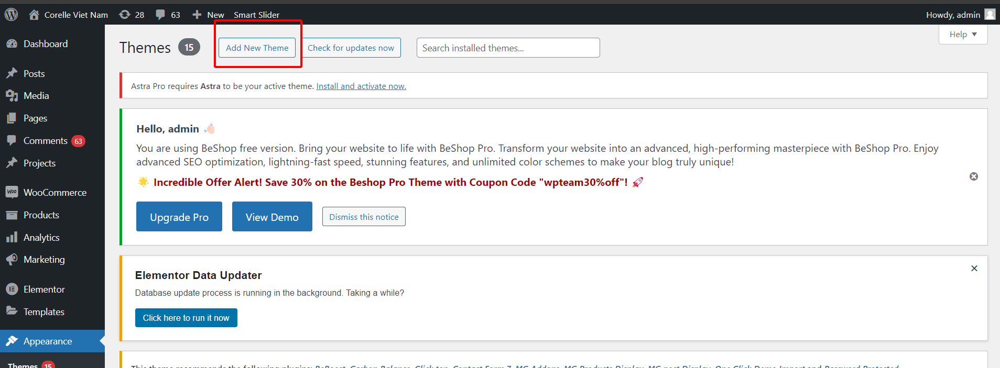 Corelle Viet Nam 28 63 New Smart Slider Howdy, admin
Help
Dashboard
Posts
Media
Pages
Comments 63
Projects
WooCommerce
Products
Analytics
Marketing
Elementor
Templates
Appearance
Themes 15
Themes 15 Add New Theme Check for updates now Search installed themes...
Astra Pro requires Astra to be your active theme. Install and activate now.
Hello, admin 👋🏻
You are using BeShop free version. Bring your website to life with BeShop Pro. Transform your website into an advanced, high-performing masterpiece with BeShop Pro. Enjoy
advanced SEO optimization, lightning-fast speed, stunning features, and unlimited color schemes to make your blog truly unique!
🌟 Incredible Offer Alert! Save 30% on the Beshop Pro Theme with Coupon Code "wpteam30%off"! 🚀
Upgrade Pro View Demo Dismiss this notice
Elementor Data Updater
Database update process is running in the background. Taking a while?
Click here to run it now
This theme recommends the following plugins: BeBoost, Carbon Balance, Click top, Contact Form 7, MG Addons, MG Products Display, MG post Display, One Click Demo Import and Password Protected